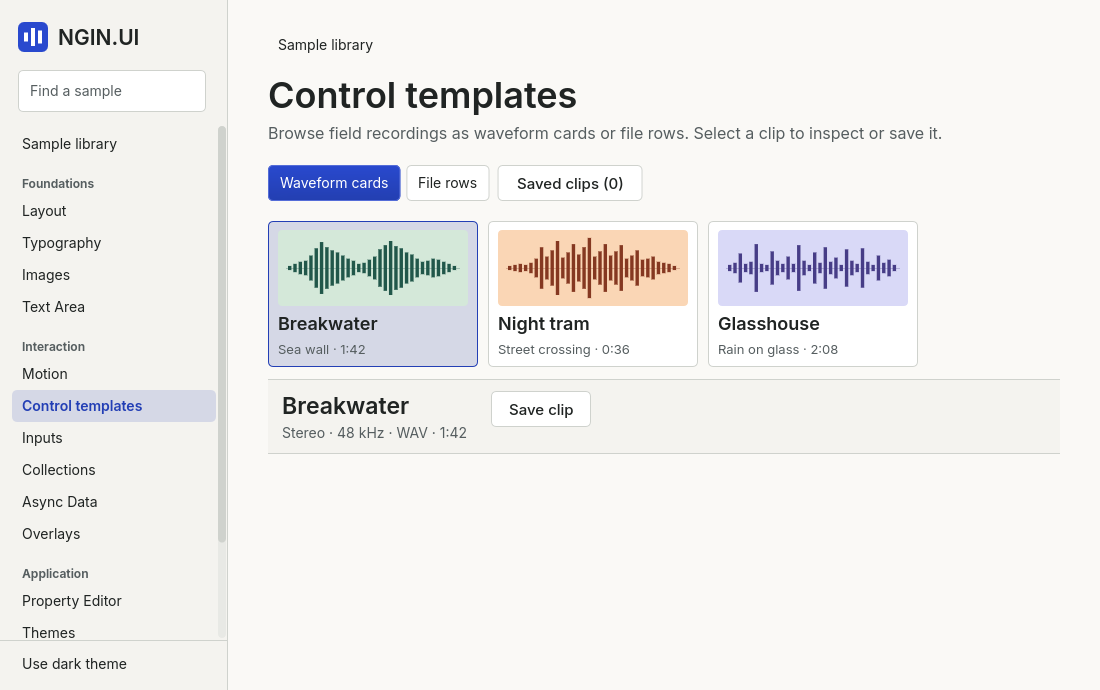 NGIN.UI
Find a sample
Sample library
Foundations
Layout
Typography
Images
Text Area
Interaction
Motion
Control templates
Inputs
Collections
Async Data
Overlays
Application
Property Editor
Themes
Use dark theme
Sample library
Control templates
Browse field recordings as waveform cards or file rows. Select a clip to inspect or save it.
Waveform cards
File rows
Saved clips (0)
Breakwater
Sea wall · 1:42
Night tram
Street crossing · 0:36
Glasshouse
Rain on glass · 2:08
Breakwater
Stereo · 48 kHz · WAV · 1:42
Save clip